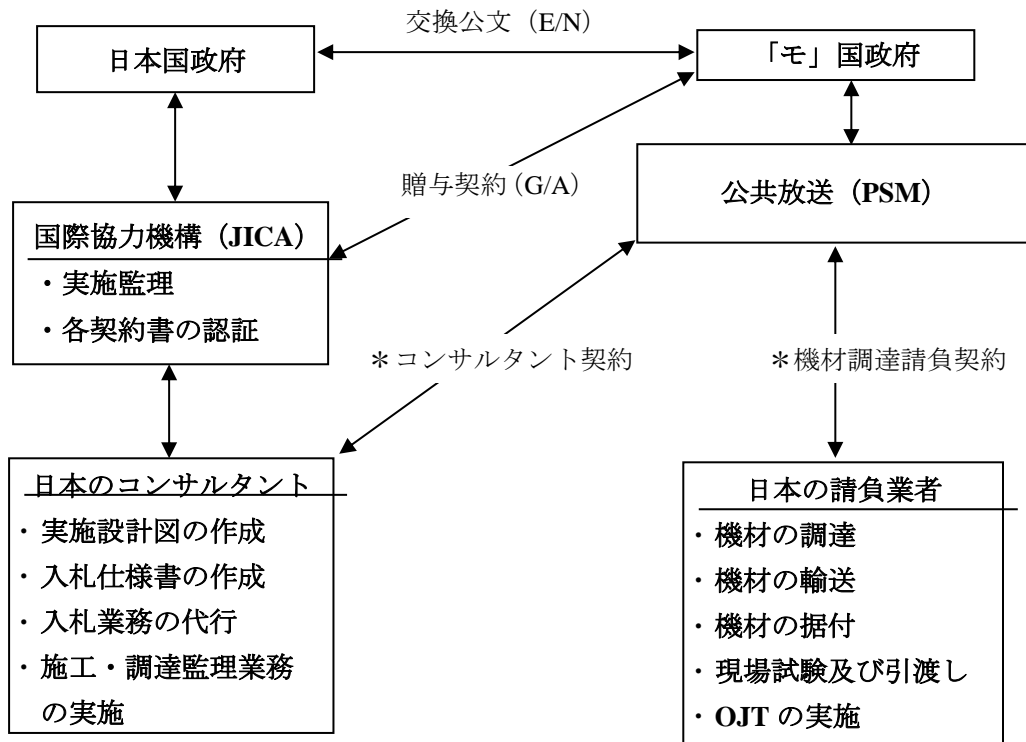 交換公文（E/N）
日本国政府
「モ」国政府
贈与契約（G/A）
公共放送（PSM）
国際協力機構（JICA）
・実施監理
・各契約書の認証
＊コンサルタント契約
＊機材調達請負契約
日本のコンサルタント
・実施設計図の作成
・入札仕様書の作成
・入札業務の代行
・施工・調達監理業務
の実施
日本の請負業者
・機材の調達
・機材の輸送
・機材の据付
・現場試験及び引渡し
・OJT の実施